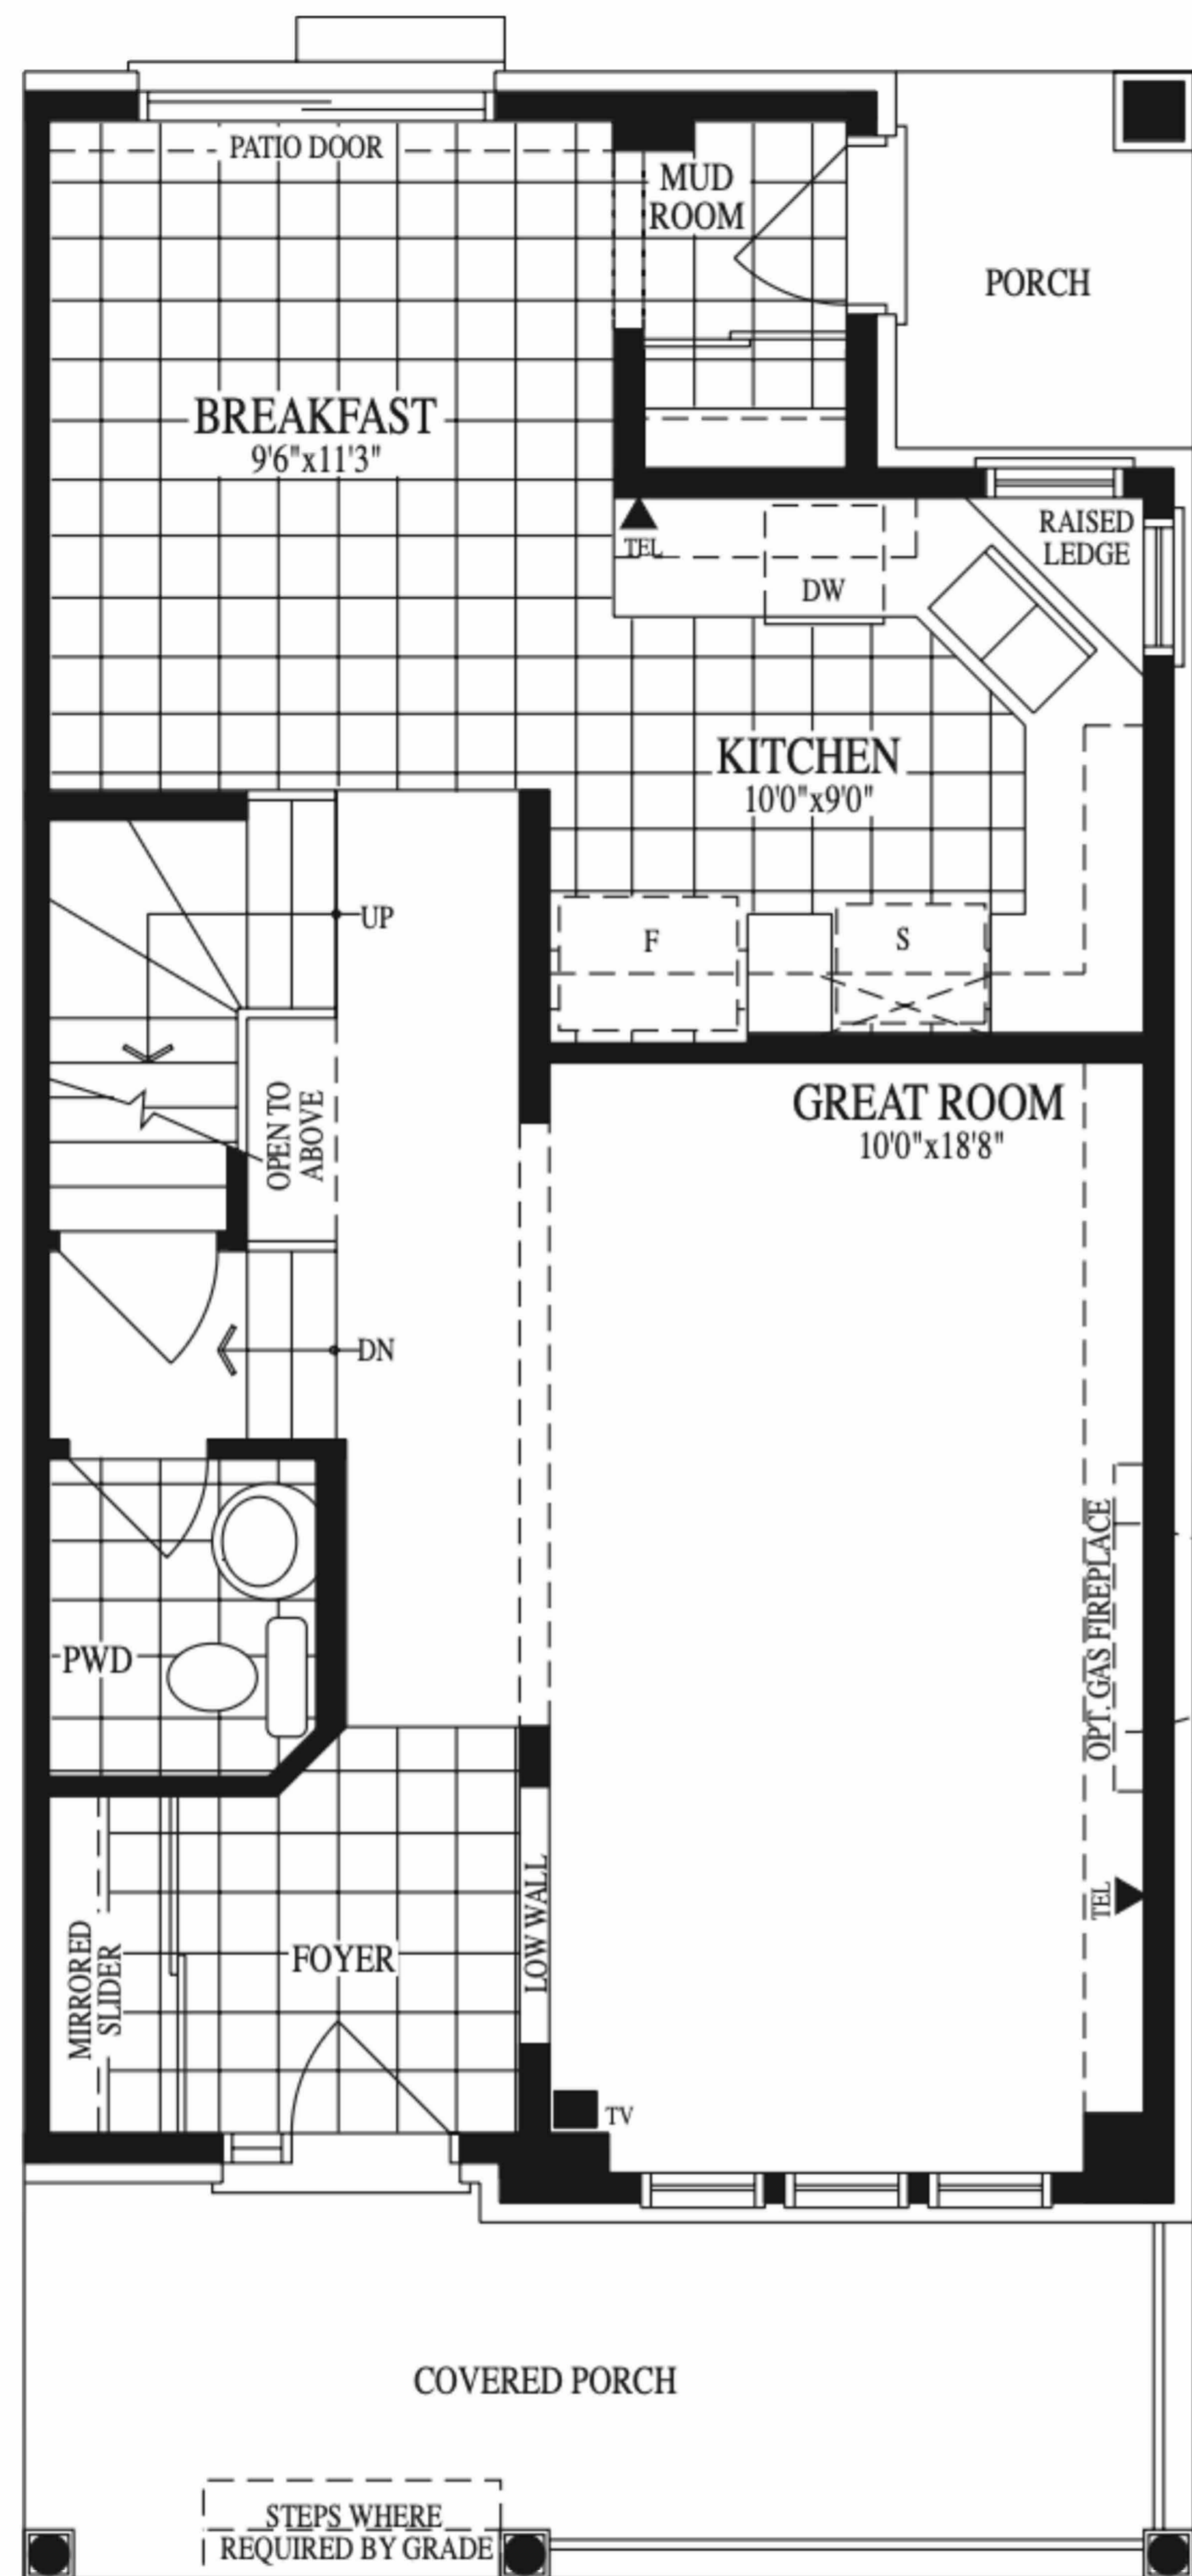 PATIO DOOR
MUD
ROOM
PORCH
BREAKFAST
9'6"x11'3"
RAISED
LEDGE
TEL
DW
KITCHEN
10'0"x9'0"
UP
F
S
OPEN TO
ABOVE
GREAT ROOM
10'0"x18'8"
DN
OPT. GAS FIREPLACE
PWD
TEL
LOW WALL
MIRRORED
SLIDER
FOYER
TV
COVERED PORCH
STEPS WHERE
REQUIRED BY GRADE